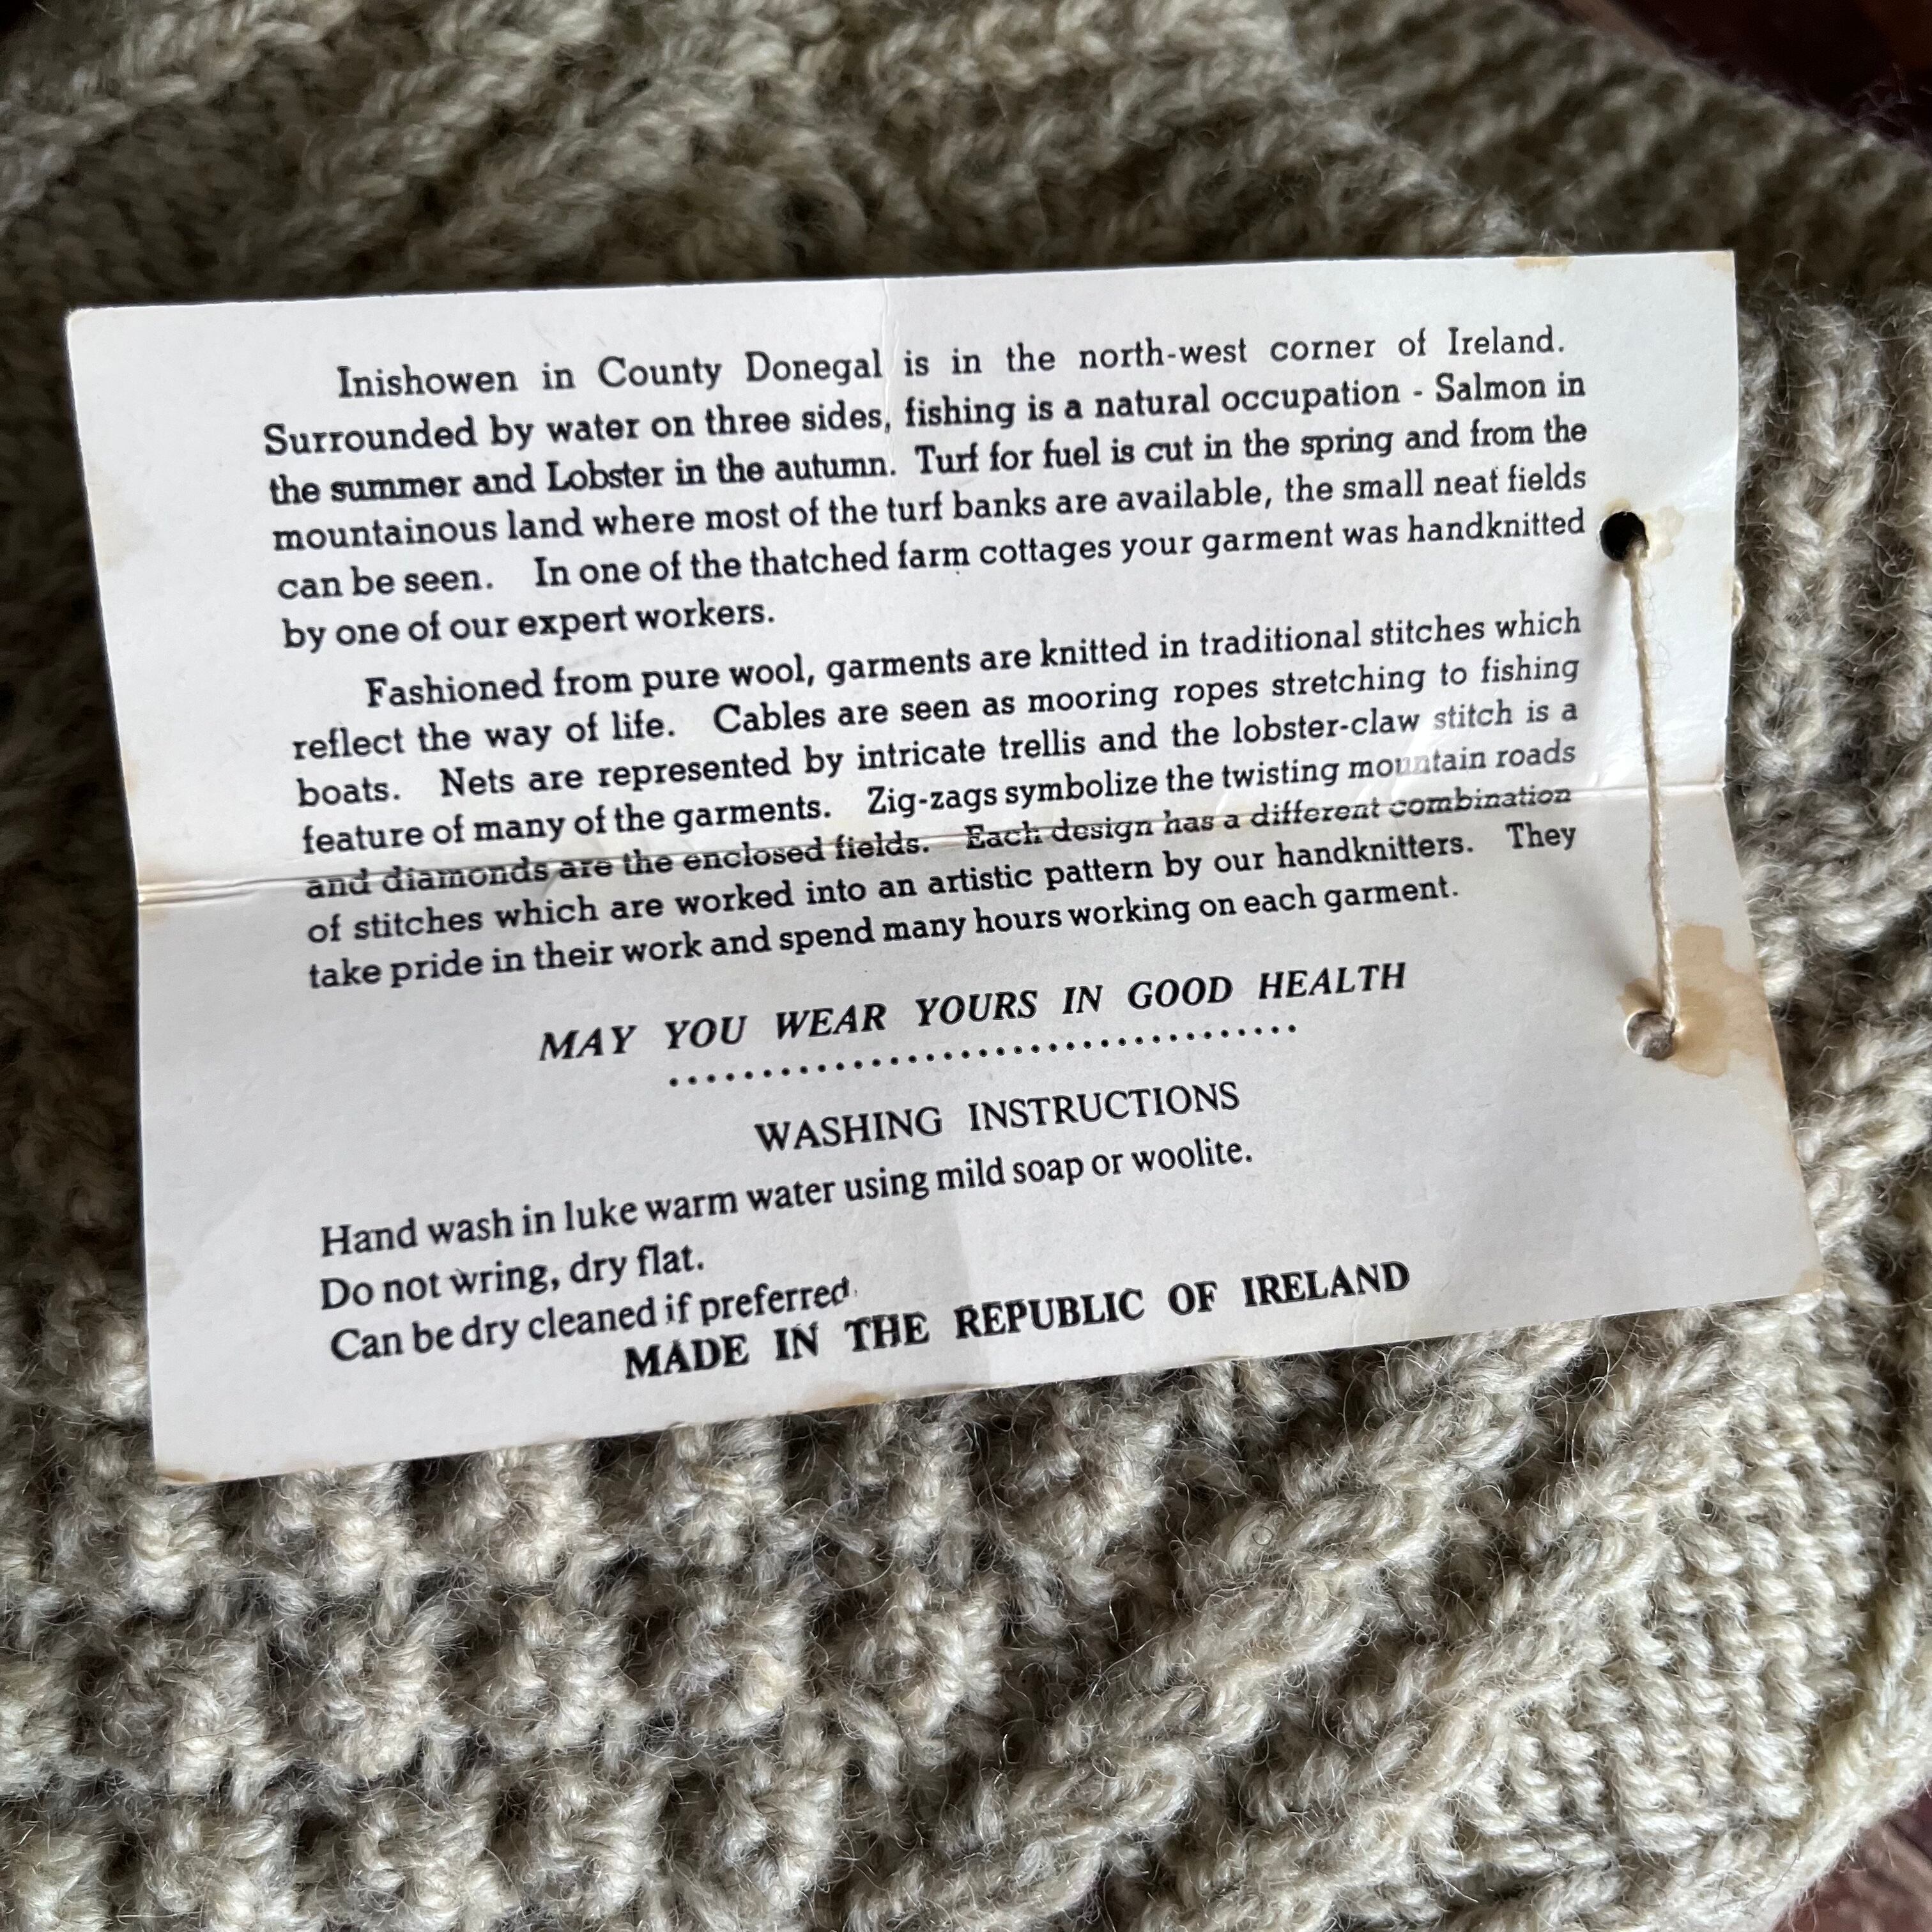 Inishowen in County Donegal is in the north-west corner of Ireland.
Surrounded by water on three sides, fishing is a natural occupation - Salmon in
the summer and Lobster in the autumn. Turf for fuel is cut in the spring and from the
mountainous land where most of the turf banks are available, the small neat fields
can be seen. In one of the thatched farm cottages your garment was handknitted
by one of our expert workers.
Fashioned from pure wool, garments are knitted in traditional stitches which
reflect the way of life. Cables are seen as mooring ropes stretching to fishing
boats. Nets are represented by intricate trellis and the lobster-claw stitch is a
feature of many of the garments. Zig-zags symbolize the twisting mountain roads
and diamonds are the enclosed fields. Each design has a different combination
of stitches which are worked into an artistic pattern by our handknitters. They
take pride in their work and spend many hours working on each garment.
MAY YOU WEAR YOURS IN GOOD HEALTH
WASHING INSTRUCTIONS
Hand wash in luke warm water using mild soap or woolite.
Do not wring, dry flat.
Can be dry cleaned if preferred.
MADE IN THE REPUBLIC OF IRELAND